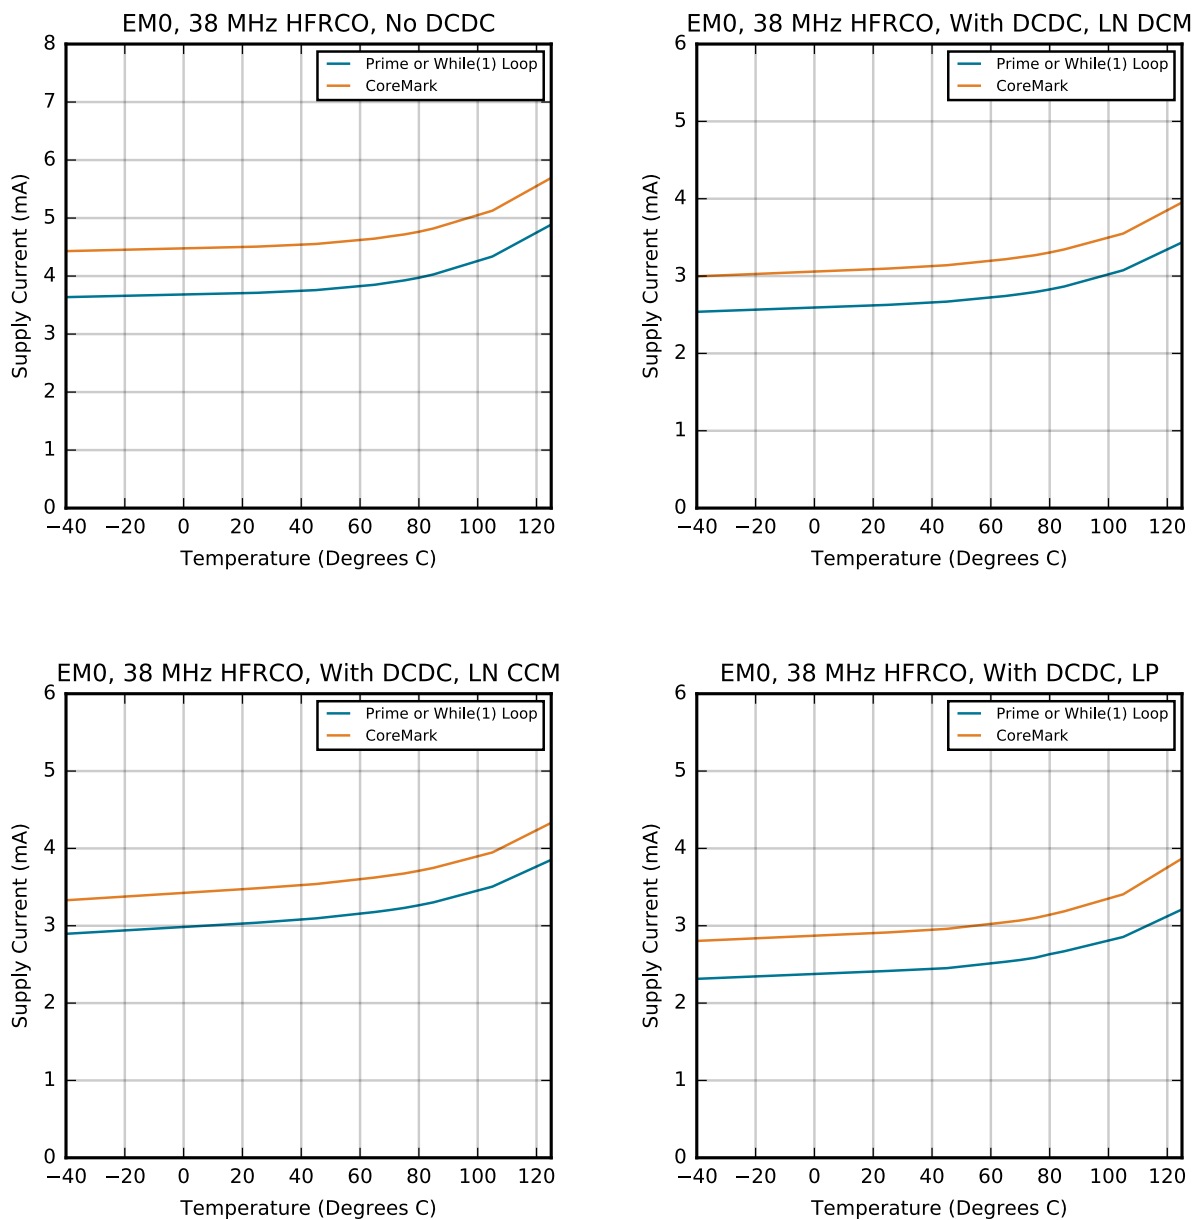 EM0, 38 MHz HFRCO, No DCDC
8
7
6
5
4
3
2
1
0
Supply Current (mA)
Prime or While(1) Loop
CoreMark
−40 −20 0 20 40 60 80 100 120
Temperature (Degrees C)
EM0, 38 MHz HFRCO, With DCDC, LN DCM
6
5
4
3
2
1
0
Supply Current (mA)
Prime or While(1) Loop
CoreMark
−40 −20 0 20 40 60 80 100 120
Temperature (Degrees C)
EM0, 38 MHz HFRCO, With DCDC, LN CCM
6
5
4
3
2
1
0
Supply Current (mA)
Prime or While(1) Loop
CoreMark
−40 −20 0 20 40 60 80 100 120
Temperature (Degrees C)
EM0, 38 MHz HFRCO, With DCDC, LP
6
5
4
3
2
1
0
Supply Current (mA)
Prime or While(1) Loop
CoreMark
−40 −20 0 20 40 60 80 100 120
Temperature (Degrees C)